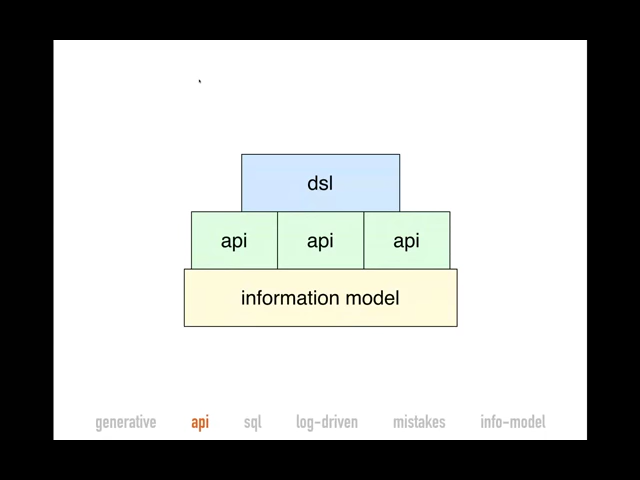 dsl
api api api
information model
generative api sql log-driven mistakes info-model